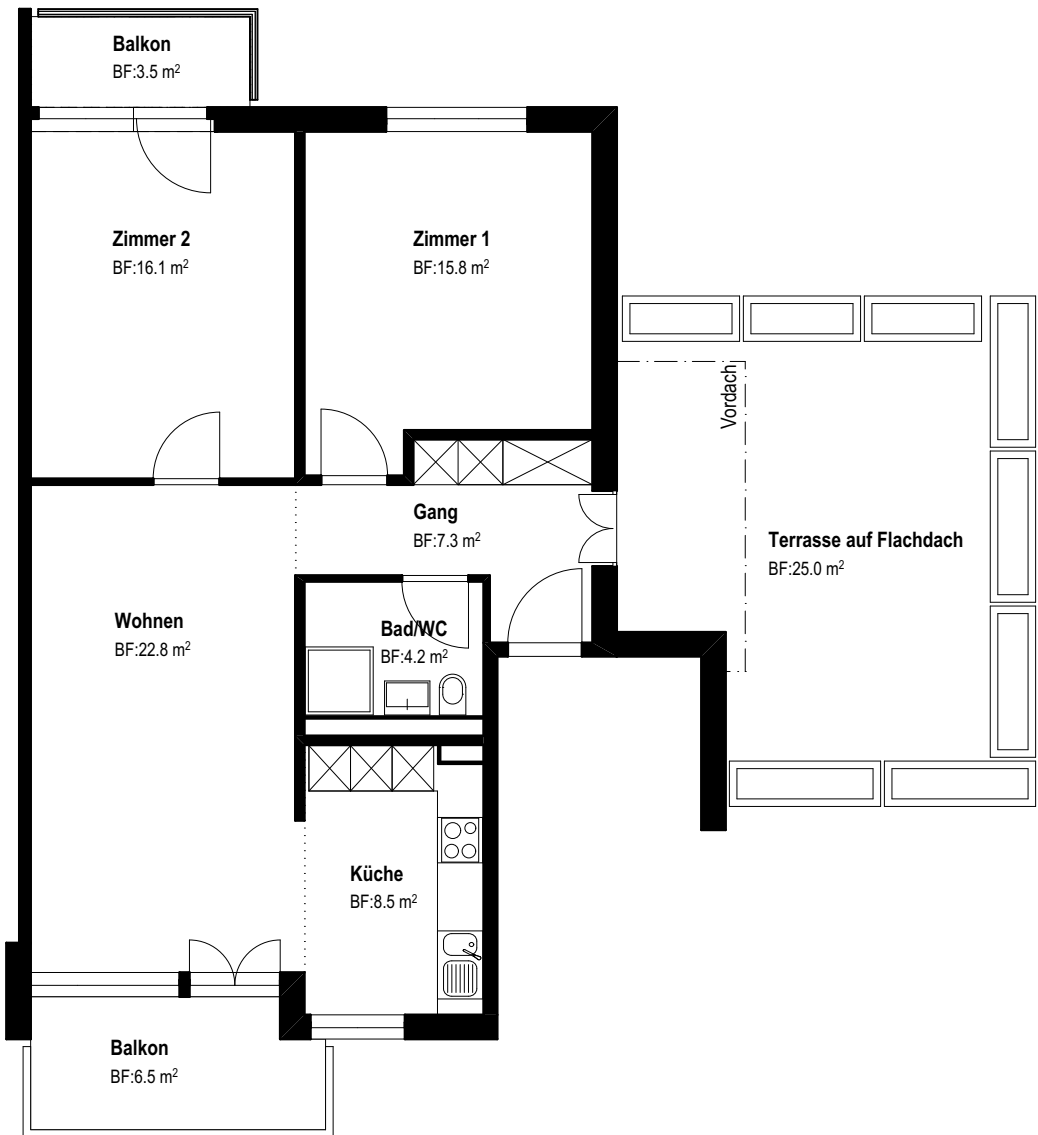 Balkon
BF:3.5 m²
Zimmer 2
BF:16.1 m²
Zimmer 1
BF:15.8 m²
Vordach
Gang
BF:7.3 m²
Terrasse auf Flachdach
BF:25.0 m²
Wohnen
BF:22.8 m²
Bad/WC
BF:4.2 m²
Küche
BF:8.5 m²
Balkon
BF:6.5 m²